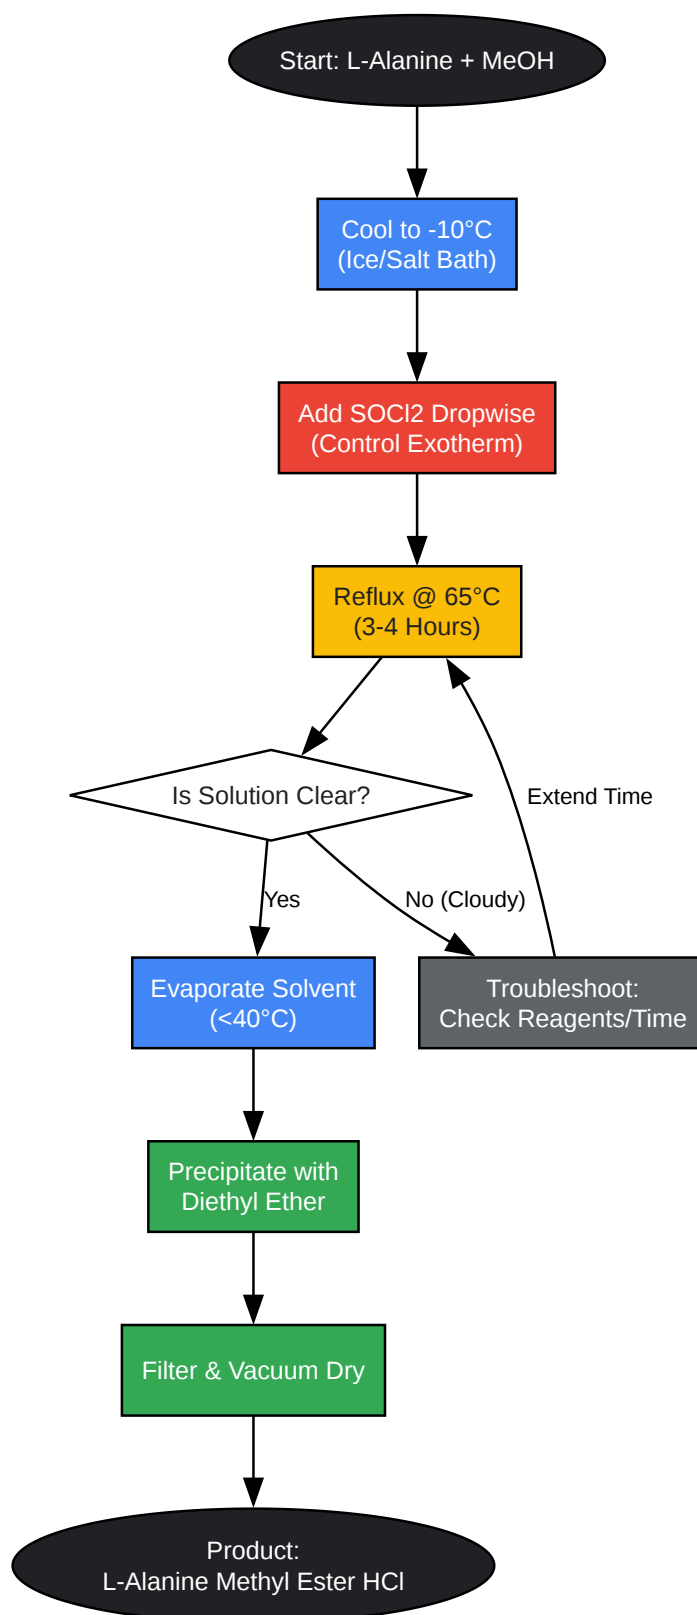 Start: L-Alanine + MeOH
Cool to -10°C
(Ice/Salt Bath)
Add SOCl2 Dropwise
(Control Exotherm)
Reflux @ 65°C
(3-4 Hours)
Is Solution Clear?
Extend Time
Yes
No (Cloudy)
Evaporate Solvent
(<40°C)
Troubleshoot:
Check Reagents/Time
Precipitate with
Diethyl Ether
Filter & Vacuum Dry
Product:
L-Alanine Methyl Ester HCl